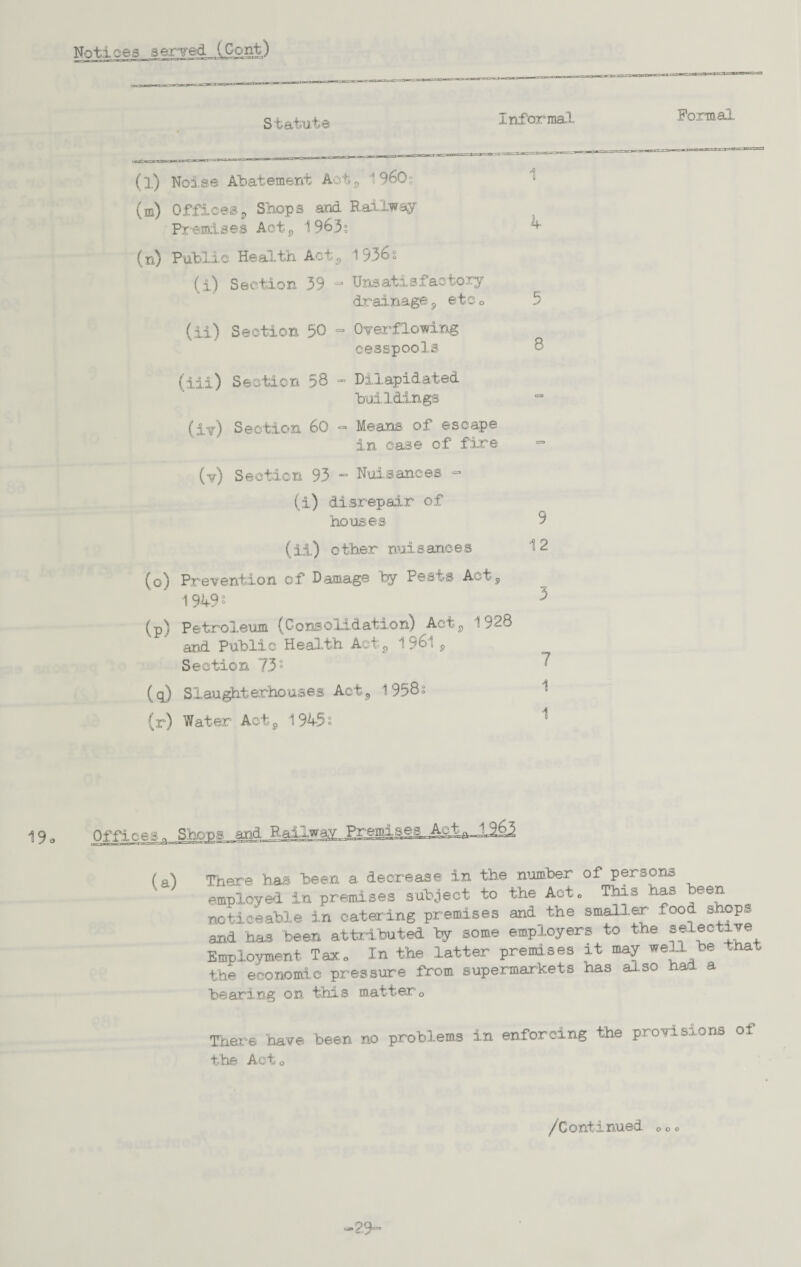 Notices served (Cont)
Statute Informal Formal
(l) Noise Abatement Act, 1960: 1
(m) Offices, Shops and Railway
Premises Act, 1963: 4
(n) Public Health Act, 1936:
(i) Section 39 - Unsatisfactory
drainage, etc. 5
(ii) Section 50 - Overflowing
cesspools 8
(iii) Section 58 - Dilapidated
buildings -
(iv) Section 60 - Means of escape
in case of fire -
(v) Section 93 - Nuisances -
(i) disrepair of
houses 9
(ii) other nuisances 12
(o) Prevention of Damage by Pests Act,
1949: 3
(p) Petroleum (Consolidation) Act, 1928
and Public Health Act, 1961,
Section 73: 7
(q) Slaughterhouses Act, 1958: 1
(r) Water Act, 1945: 1
19. Offices, Shops and Railway Premises Act, 1963
(a) There has been a decrease in the number of persons
employed in premises subject to the Act. This has been
noticeable in catering premises and the smaller food shops
and has been attributed by some employers to the selective
Employment Tax. In the latter premises it may well be that
the economic pressure from supermarkets has also had a
bearing on this matter.
There have been no problems in enforcing the provisions of
the Act.
/Continued ...
-29-